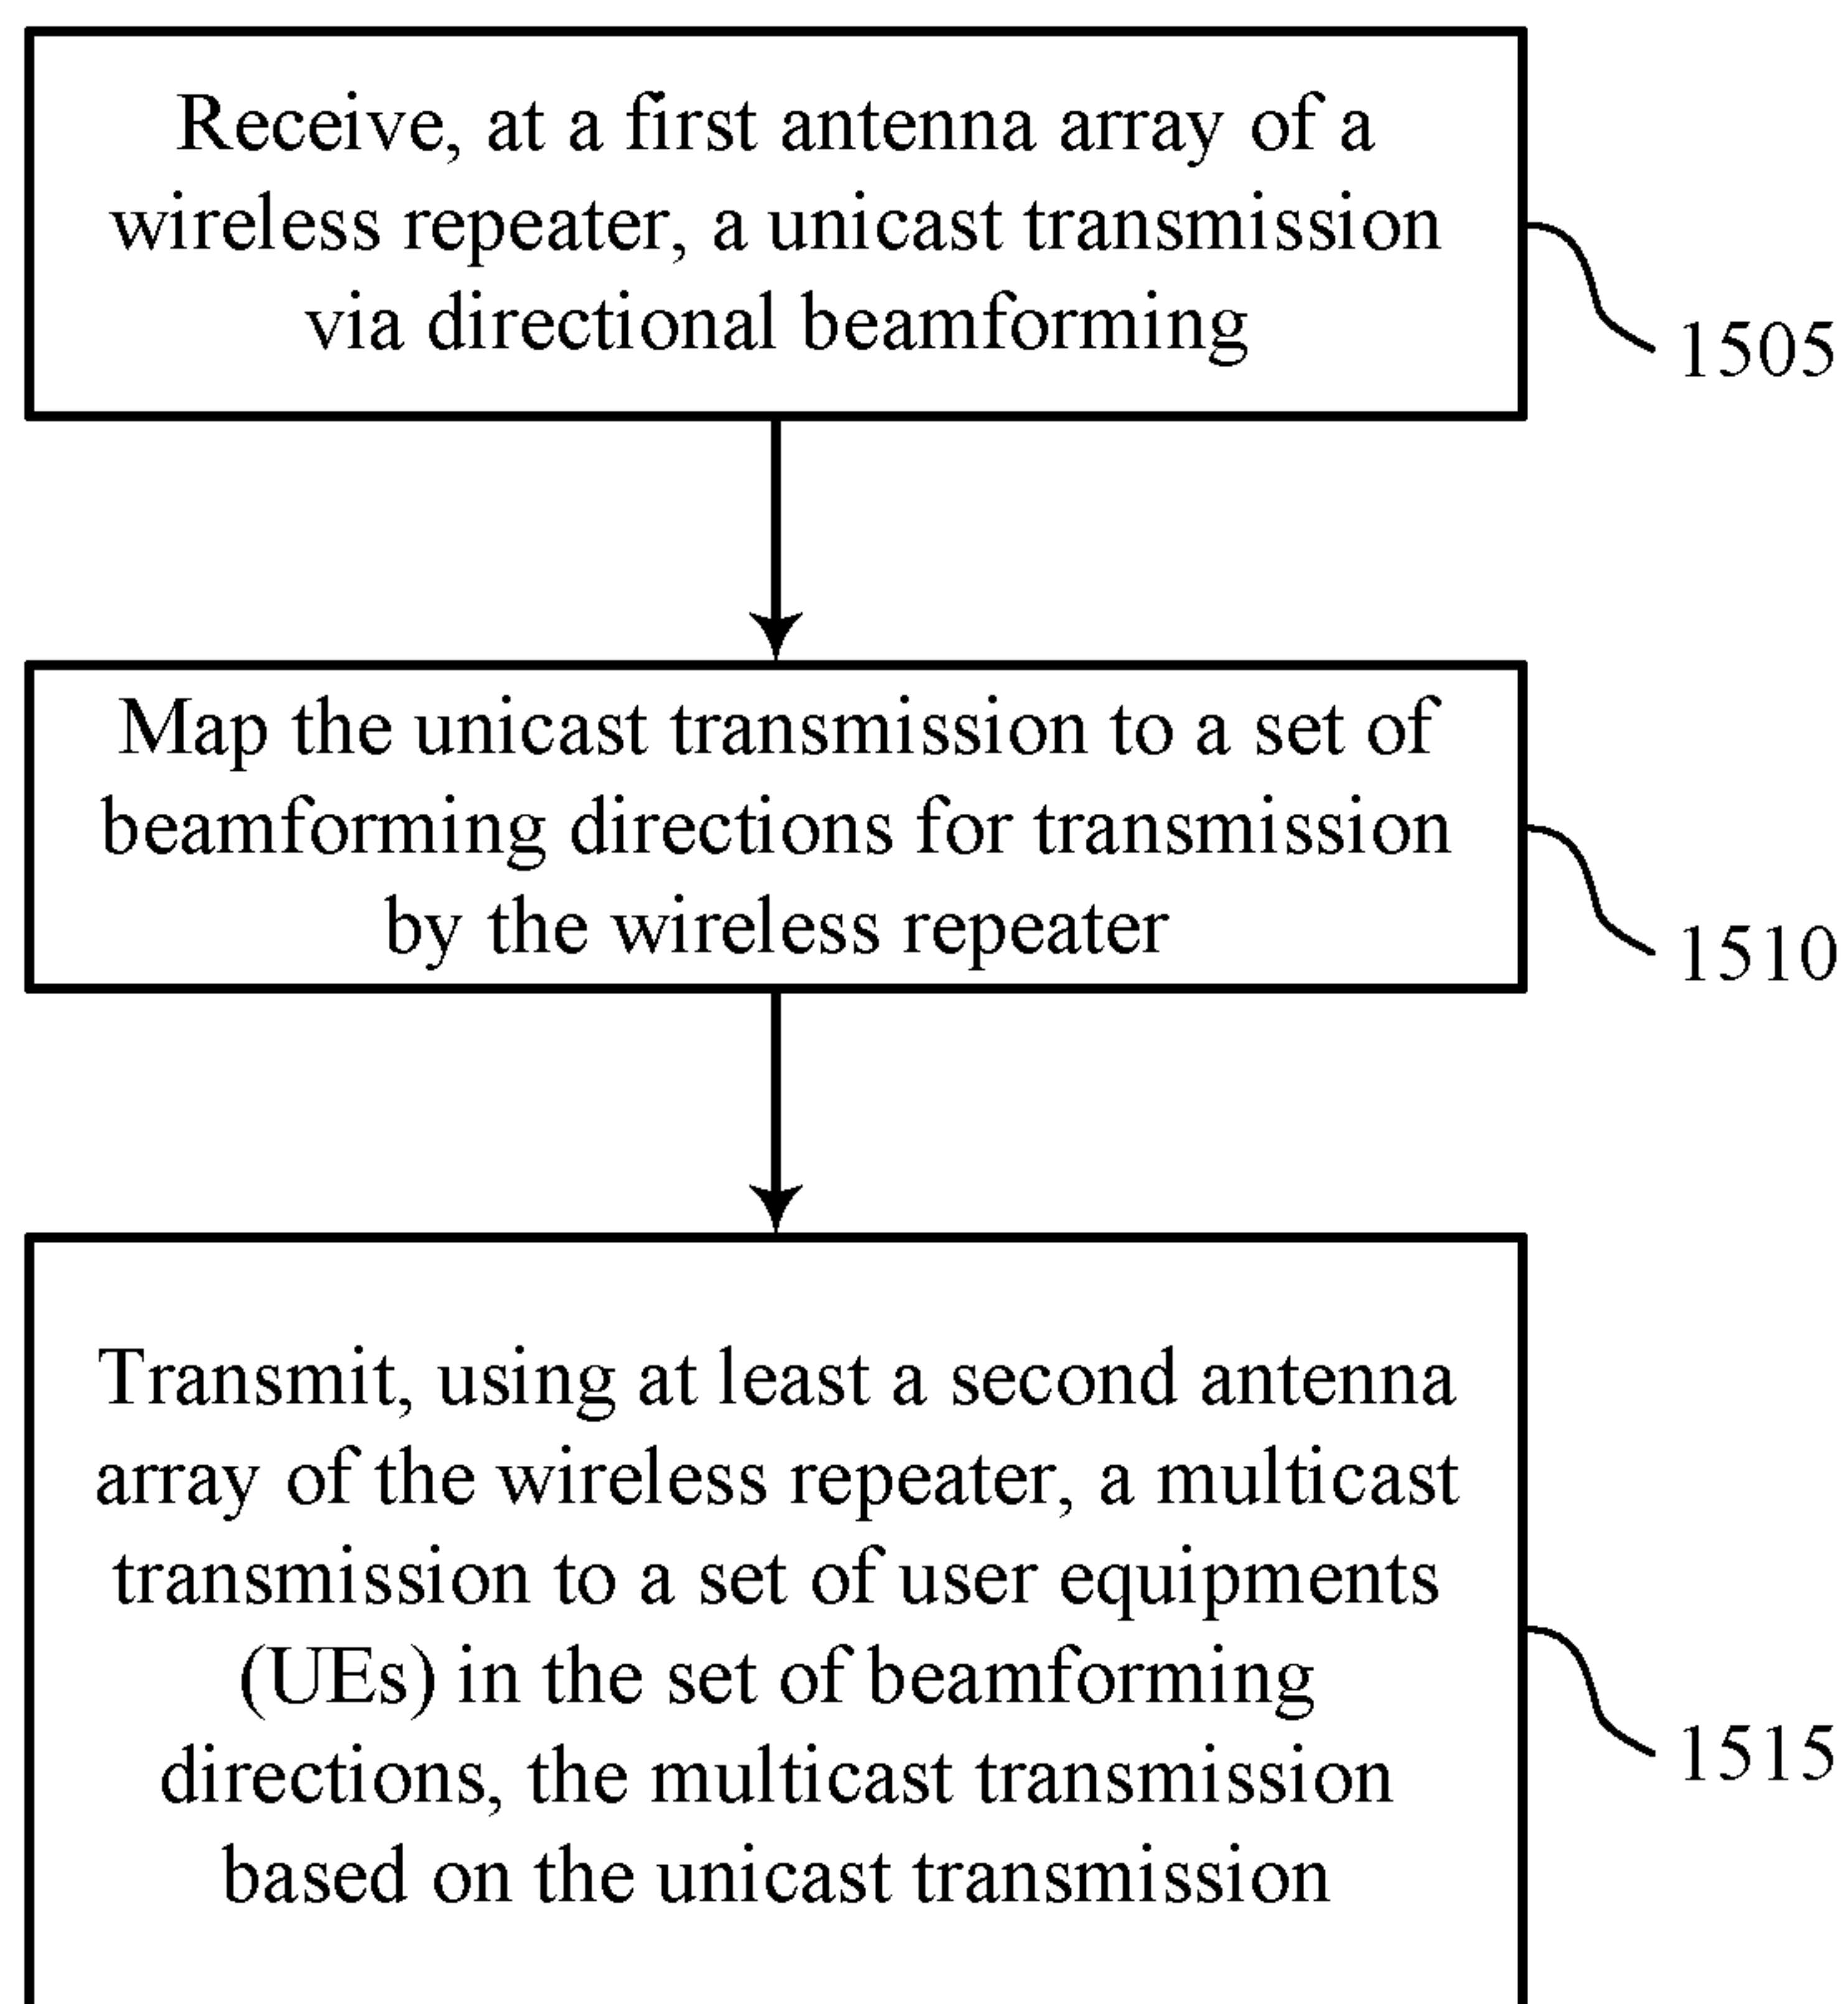 Receive, at a first antenna array of a
wireless repeater, a unicast transmission
via directional beamforming
1505
Map the unicast transmission to a set of
beamforming directions for transmission
by the wireless repeater
1510
Transmit, using at least a second antenna
array of the wireless repeater, a multicast
transmission to a set of user equipments
(UEs) in the set of beamforming
directions, the multicast transmission
based on the unicast transmission
1515